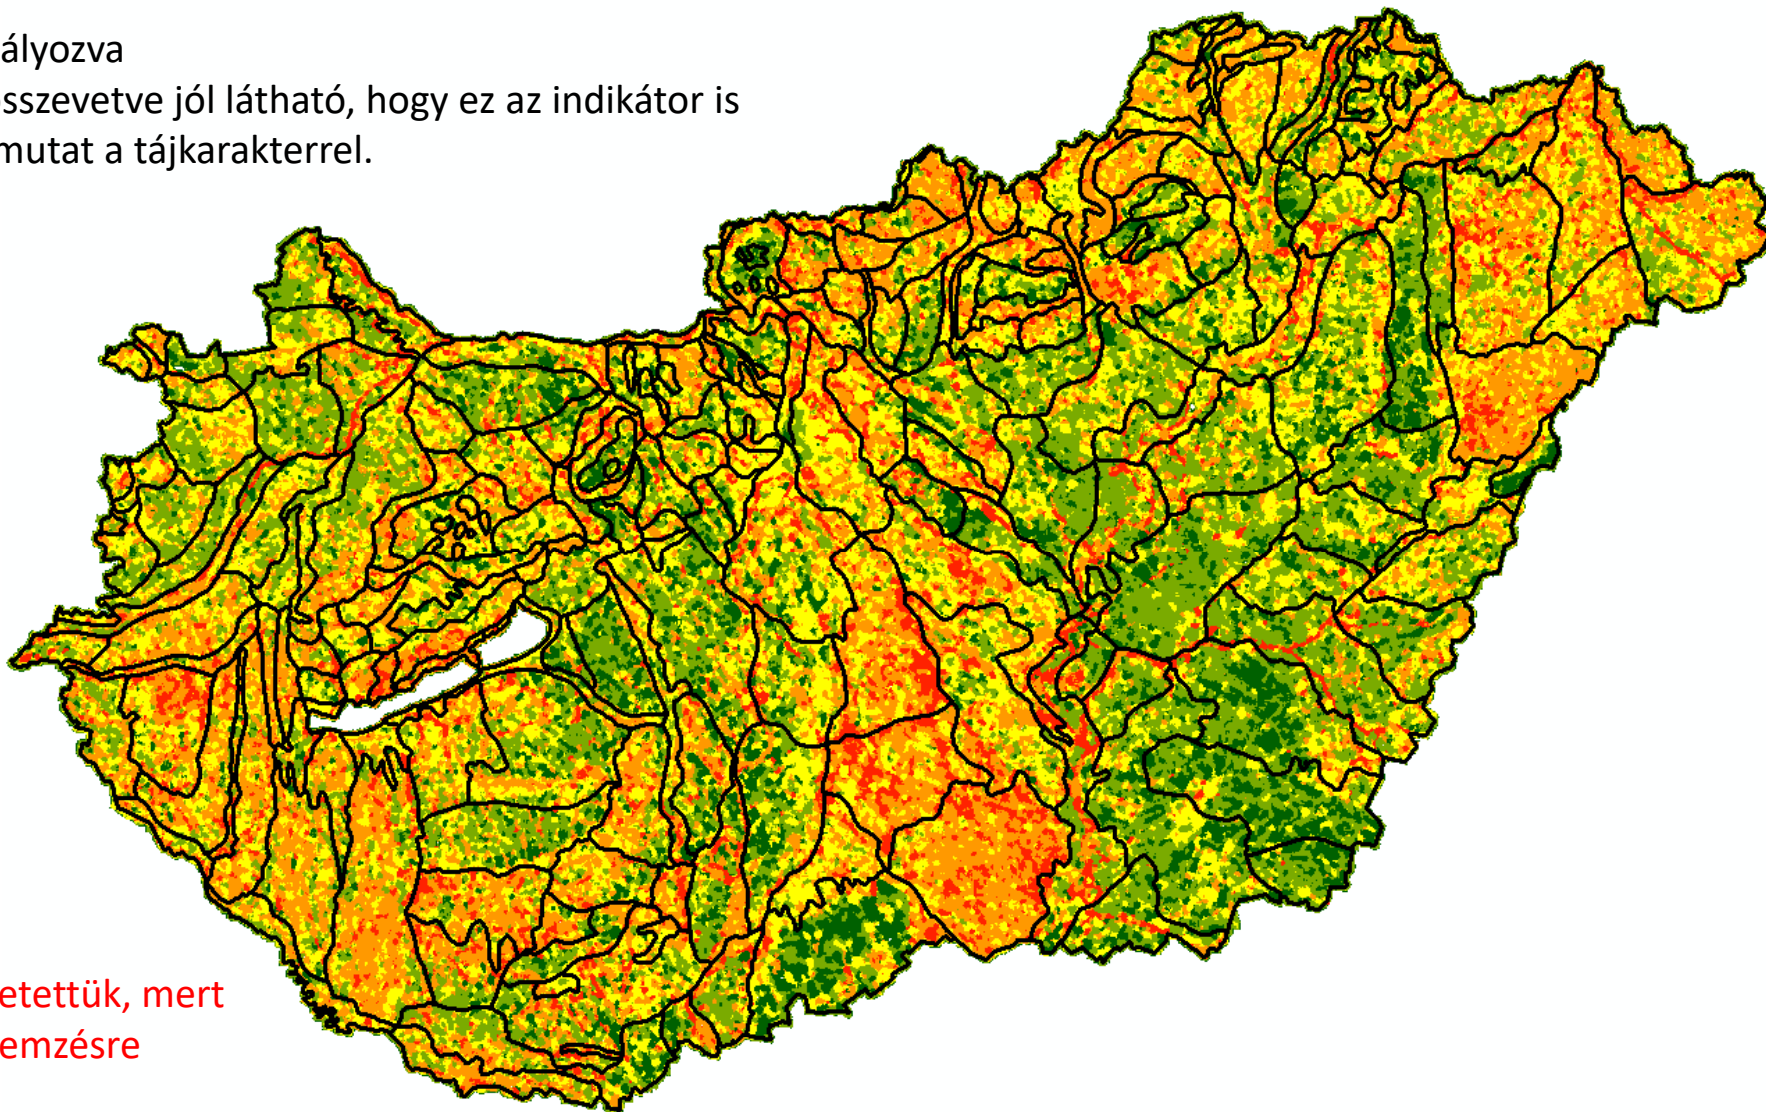 ályozva
sszevetve jól látható, hogy ez az indikátor is
mutat a tájkarakterrel.
etettük, mert
emzésre